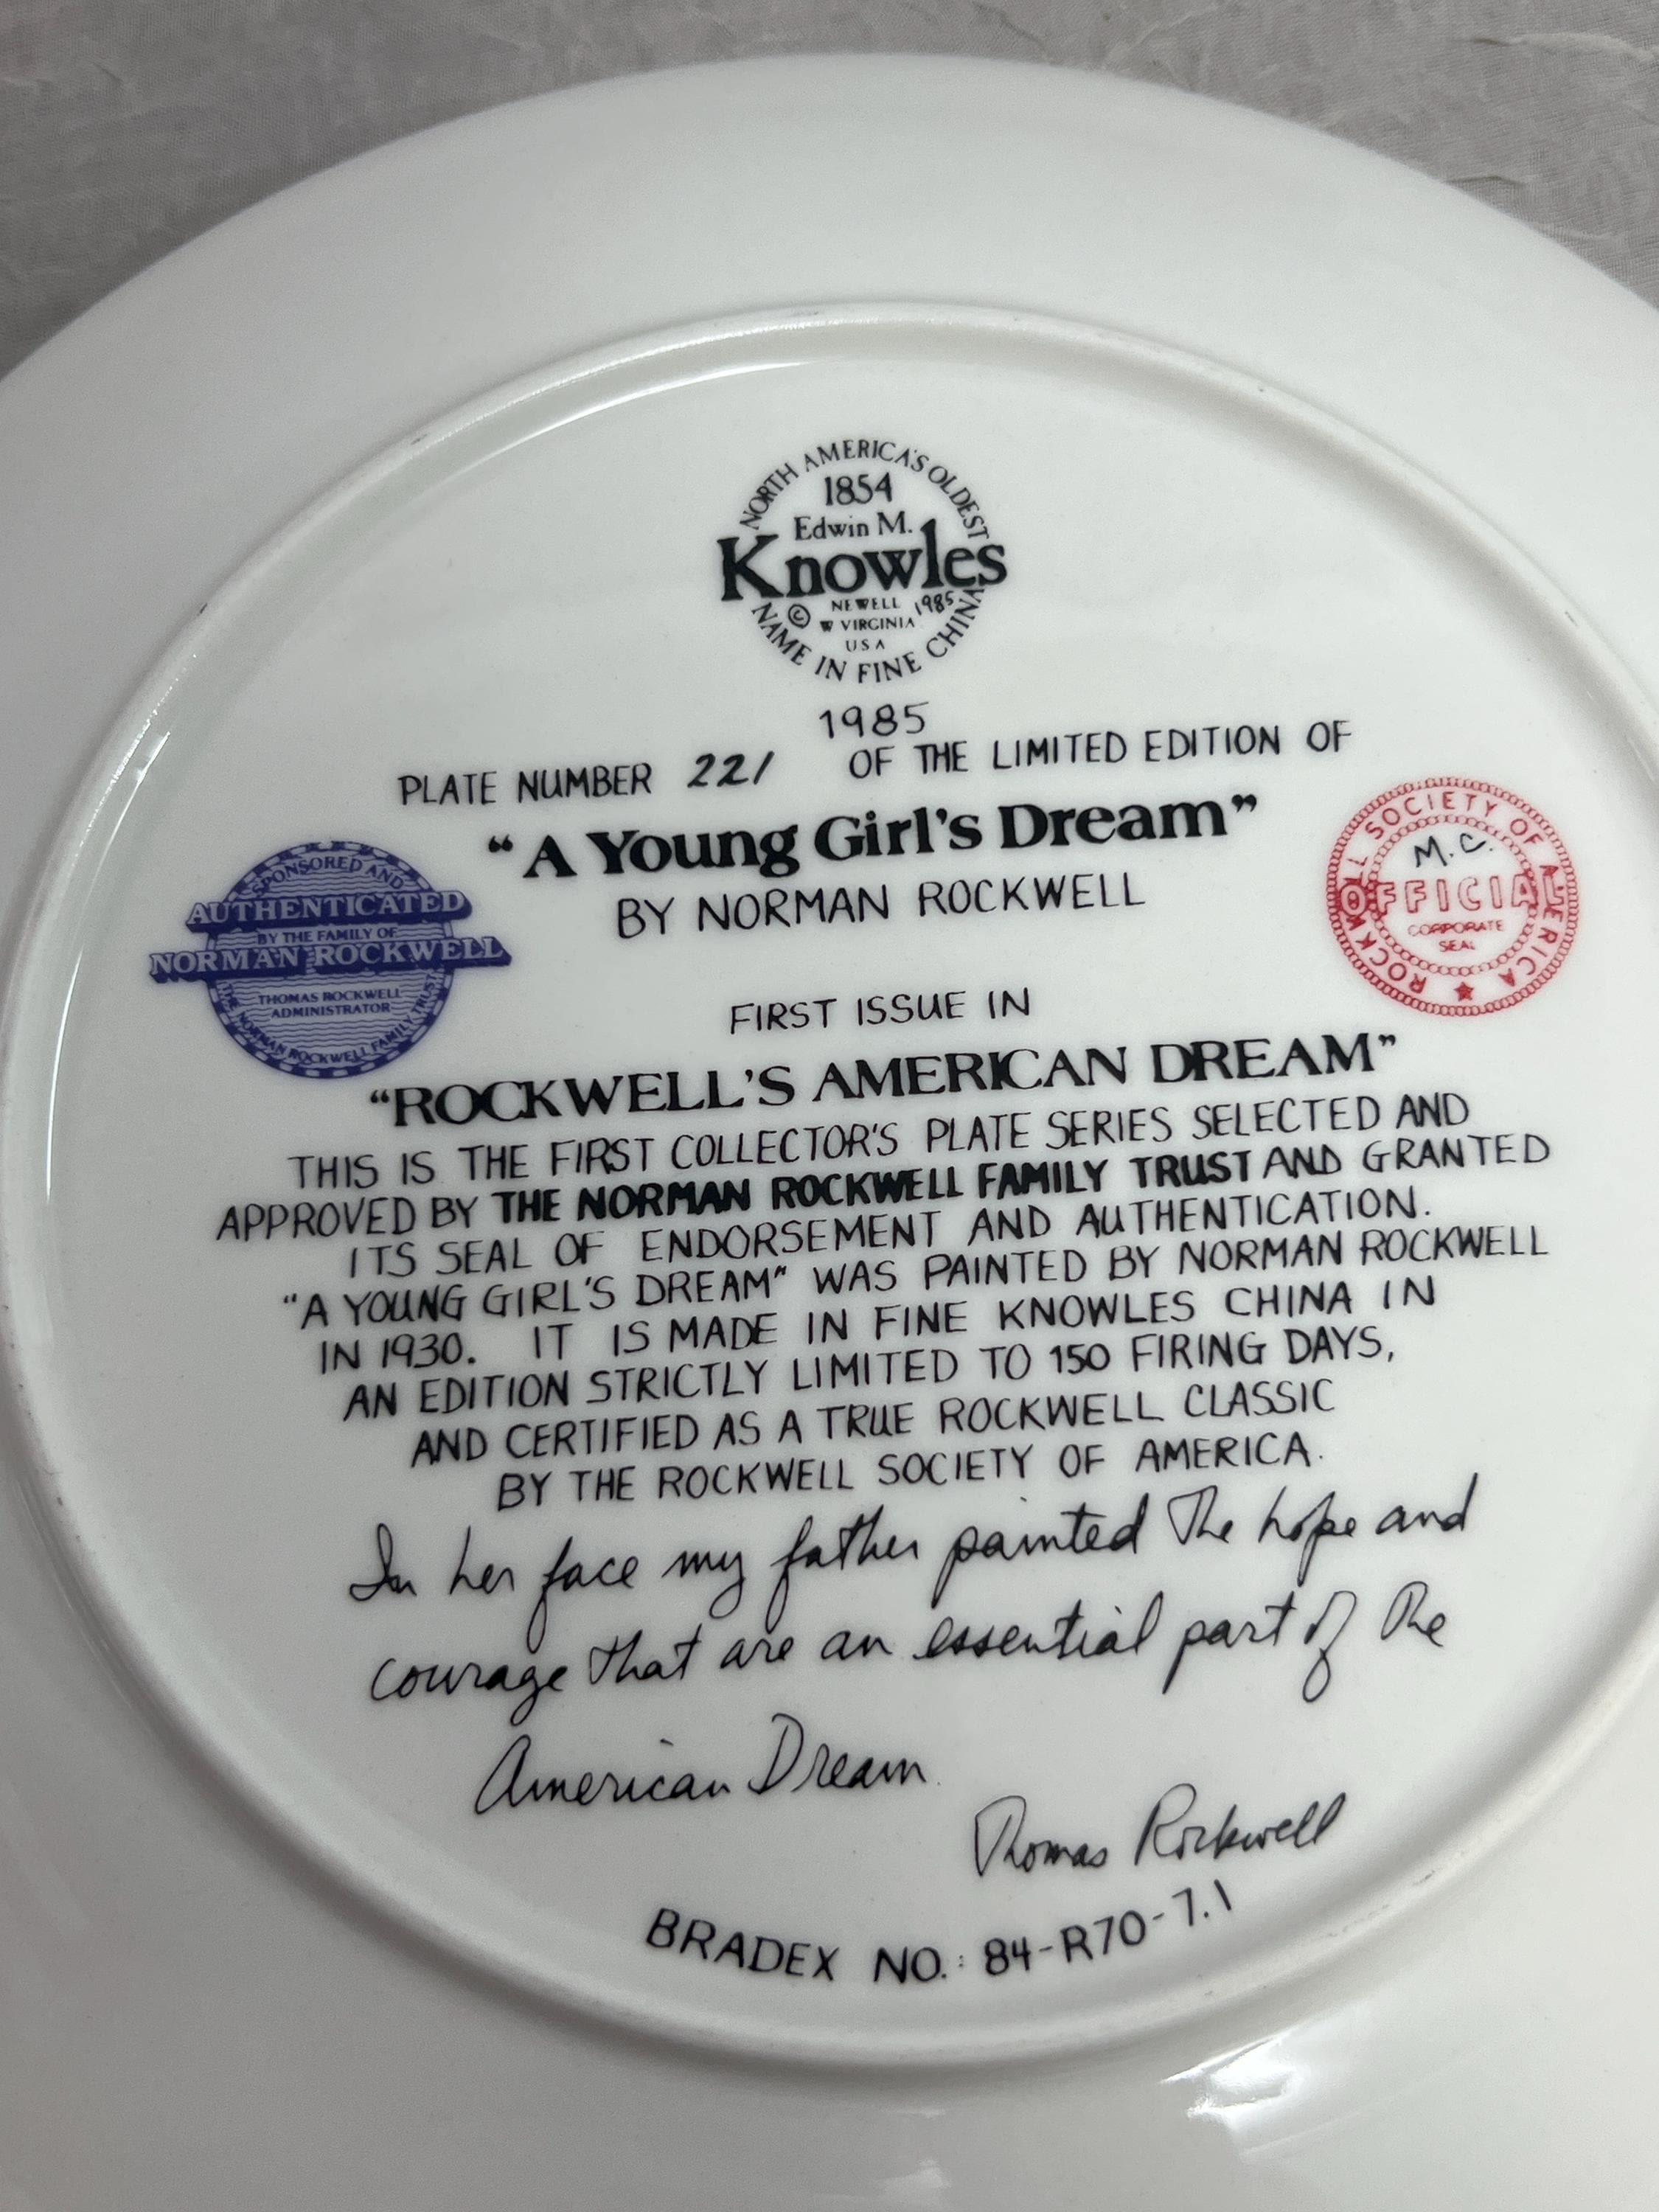 NORTH AMERICA'S OLDEST
1854
Edwin M.
Knowles
© NEWELL 1985
W VIRGINIA
USA
NAME IN FINE CHINA
1985
PLATE NUMBER 221 OF THE LIMITED EDITION OF
"A Young Girl's Dream"
BY NORMAN ROCKWELL
SPONSORED AND
AUTHENTICATED
BY THE FAMILY OF
NORMAN ROCKWELL
THOMAS ROCKWELL
ADMINISTRATOR
THE NORMAN ROCKWELL FAMILY TRUST
ROCKWELL SOCIETY OF AMERICA
M.C.
OFFICIAL
CORPORATE
SEAL
FIRST ISSUE IN
"ROCKWELL'S AMERICAN DREAM"
THIS IS THE FIRST COLLECTOR'S PLATE SERIES SELECTED AND
APPROVED BY THE NORMAN ROCKWELL FAMILY TRUST AND GRANTED
ITS SEAL OF ENDORSEMENT AND AUTHENTICATION.
"A YOUNG GIRL'S DREAM" WAS PAINTED BY NORMAN ROCKWELL
IN 1930. IT IS MADE IN FINE KNOWLES CHINA IN
AN EDITION STRICTLY LIMITED TO 150 FIRING DAYS,
AND CERTIFIED AS A TRUE ROCKWELL CLASSIC
BY THE ROCKWELL SOCIETY OF AMERICA.
In her face my father painted the hope and
courage that are an essential part of the
American Dream.
Thomas Rockwell
BRADEX NO.: 84-R70-7.1